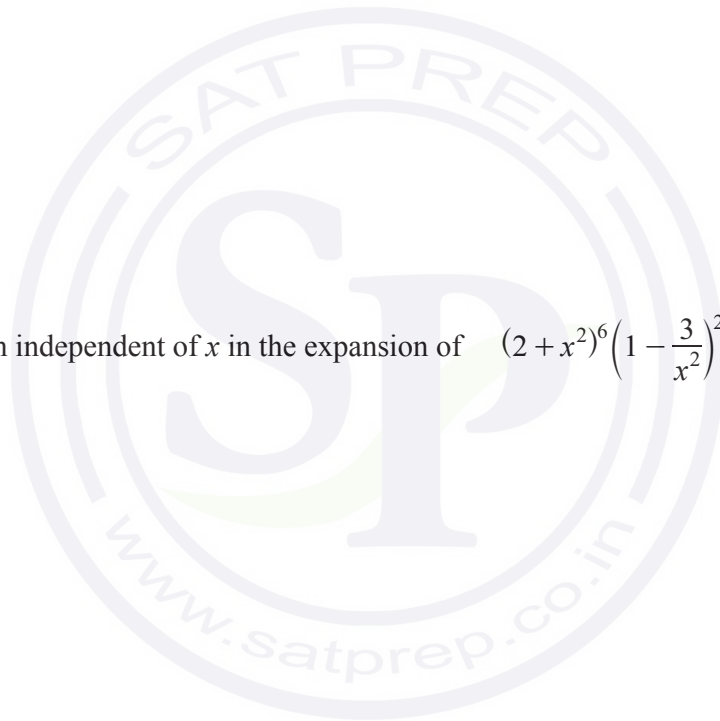 SAT PREP
independent of x in the expansion of (2 + x²)⁶(1 − 3/x²)²
SP
www.satprep.co.in